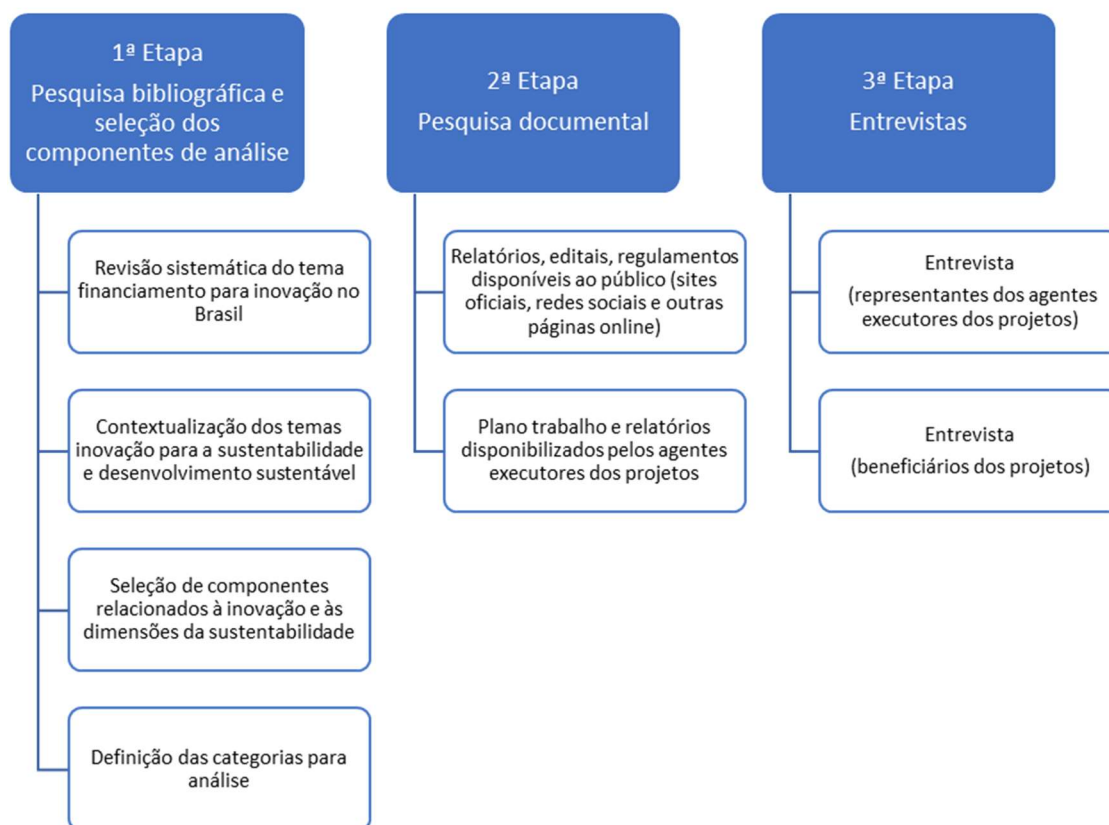 1ª Etapa
Pesquisa bibliográfica e
seleção dos
componentes de análise
Revisão sistemática do tema
financiamento para inovação no
Brasil
Contextualização dos temas
inovação para a sustentabilidade
e desenvolvimento sustentável
Seleção de componentes
relacionados à inovação e às
dimensões da sustentabilidade
Definição das categorias para
análise
2ª Etapa
Pesquisa documental
Relatórios, editais, regulamentos
disponíveis ao público (sites
oficiais, redes sociais e outras
páginas online)
Plano trabalho e relatórios
disponibilizados pelos agentes
executores dos projetos
3ª Etapa
Entrevistas
Entrevista
(representantes dos agentes
executores dos projetos)
Entrevista
(beneficiários dos projetos)